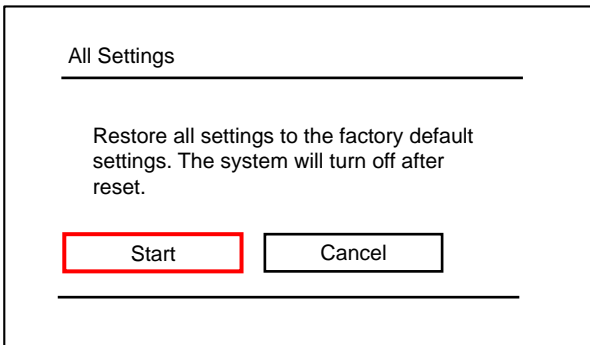 All Settings
Restore all settings to the factory default
settings. The system will turn off after
reset.
Start
Cancel